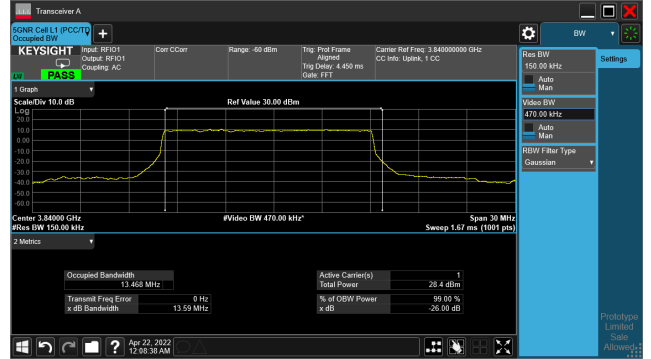 Transceiver A
5GNR Cell L1 (PCC/TD
Occupied BW
BW
KEYSIGHT
Input: RFIO1
Output: RFIO1
Coupling: AC
Corr CCorr
Range: -60 dBm
Trig: Prot Frame
Aligned
Trig Delay: 4.450 ms
Gate: FFT
Carrier Ref Freq: 3.840000000 GHz
CC Info: Uplink, 1 CC
PASS
1 Graph
Scale/Div 10.0 dB
Ref Value 30.00 dBm
Log
20.0
10.0
0.00
-10.0
-20.0
-30.0
-40.0
-50.0
-60.0
Center 3.84000 GHz
#Video BW 470.00 kHz*
Span 30 MHz
#Res BW 150.00 kHz
Sweep 1.67 ms (1001 pts)
2 Metrics
Occupied Bandwidth
13.468 MHz
Transmit Freq Error 0 Hz
x dB Bandwidth 13.59 MHz
Active Carrier(s) 1
Total Power 28.4 dBm
% of OBW Power 99.00 %
x dB -26.00 dB
Apr 22, 2022
12:08:38 AM
Res BW
150.00 kHz
Auto
Man
Video BW
470.00 kHz
Auto
Man
RBW Filter Type
Gaussian
Settings
Prototype
Limited
Sale
Allowed